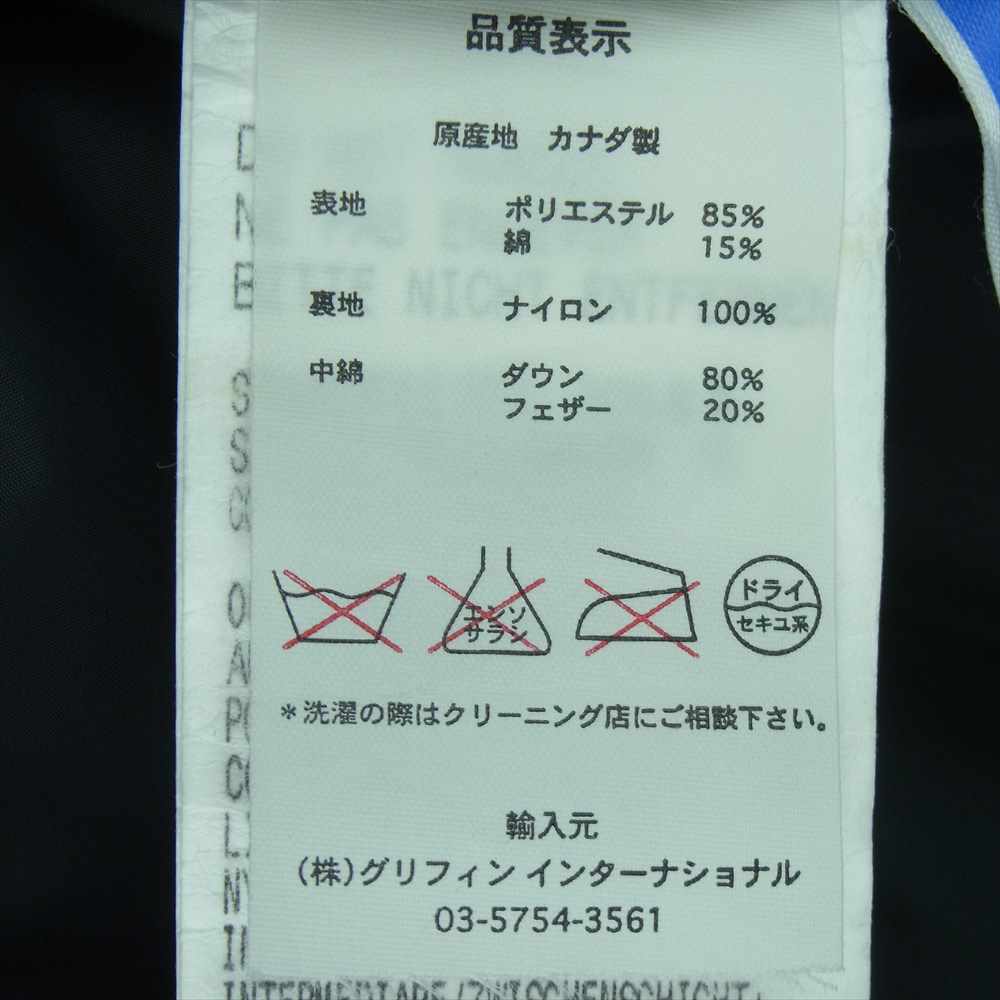 品質表示
原産地 カナダ製
表地 ポリエステル 85%
綿 15%
裏地 ナイロン 100%
中綿 ダウン 80%
フェザー 20%
エンソ
サラシ
ドライ
セキユ系
*洗濯の際はクリーニング店にご相談下さい。
輸入元
(株)グリフィン インターナショナル
03-5754-3561